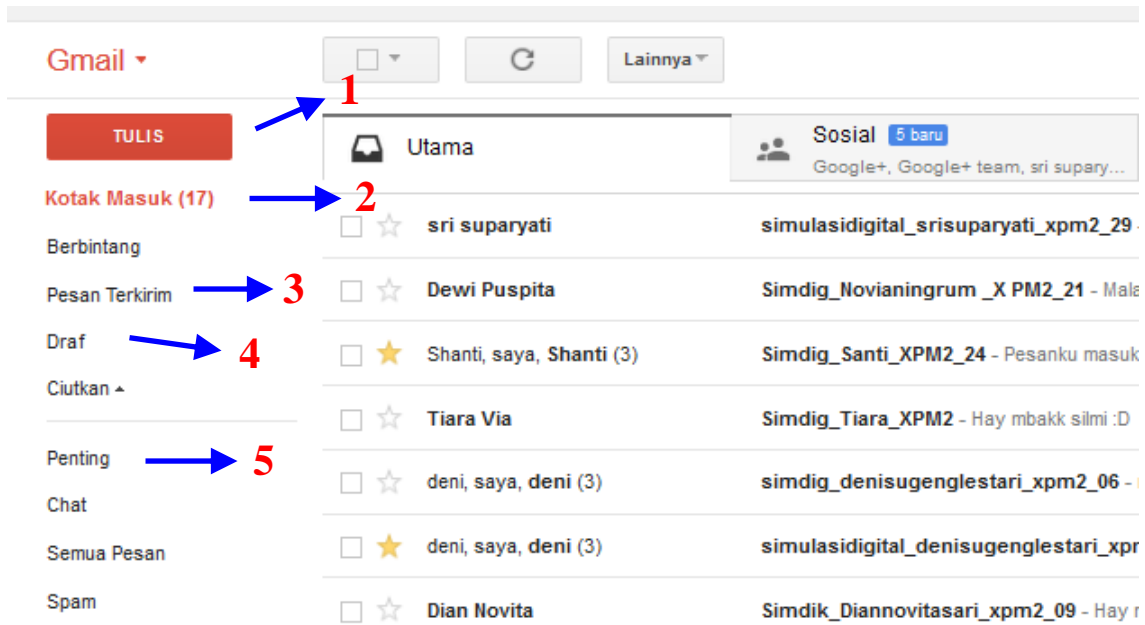 Gmail
Lainnya
1
TULIS
Utama
Sosial 5 baru
Google+, Google+ team, sri supary...
Kotak Masuk (17)
2
sri suparyati simulasidigital_srisuparyati_xpm2_29 -
Berbintang
Pesan Terkirim
3
Dewi Puspita Simdig_Novianingrum _X PM2_21 - Mala
Draf
4
Shanti, saya, Shanti (3) Simdig_Santi_XPM2_24 - Pesanku masuk
Ciutkan
Tiara Via Simdig_Tiara_XPM2 - Hay mbakk silmi :D
Penting
5
deni, saya, deni (3) simdig_denisugenglestari_xpm2_06 -
Chat
Semua Pesan
deni, saya, deni (3) simulasidigital_denisugenglestari_xpm
Spam
Dian Novita Simdik_Diannovitasari_xpm2_09 - Hay